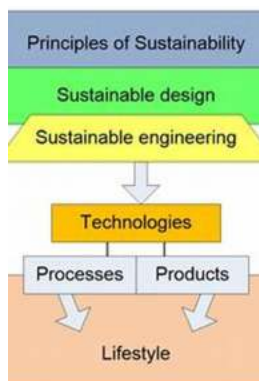 Principles of Sustainability
Sustainable design
Sustainable engineering
Technologies
Processes Products
Lifestyle